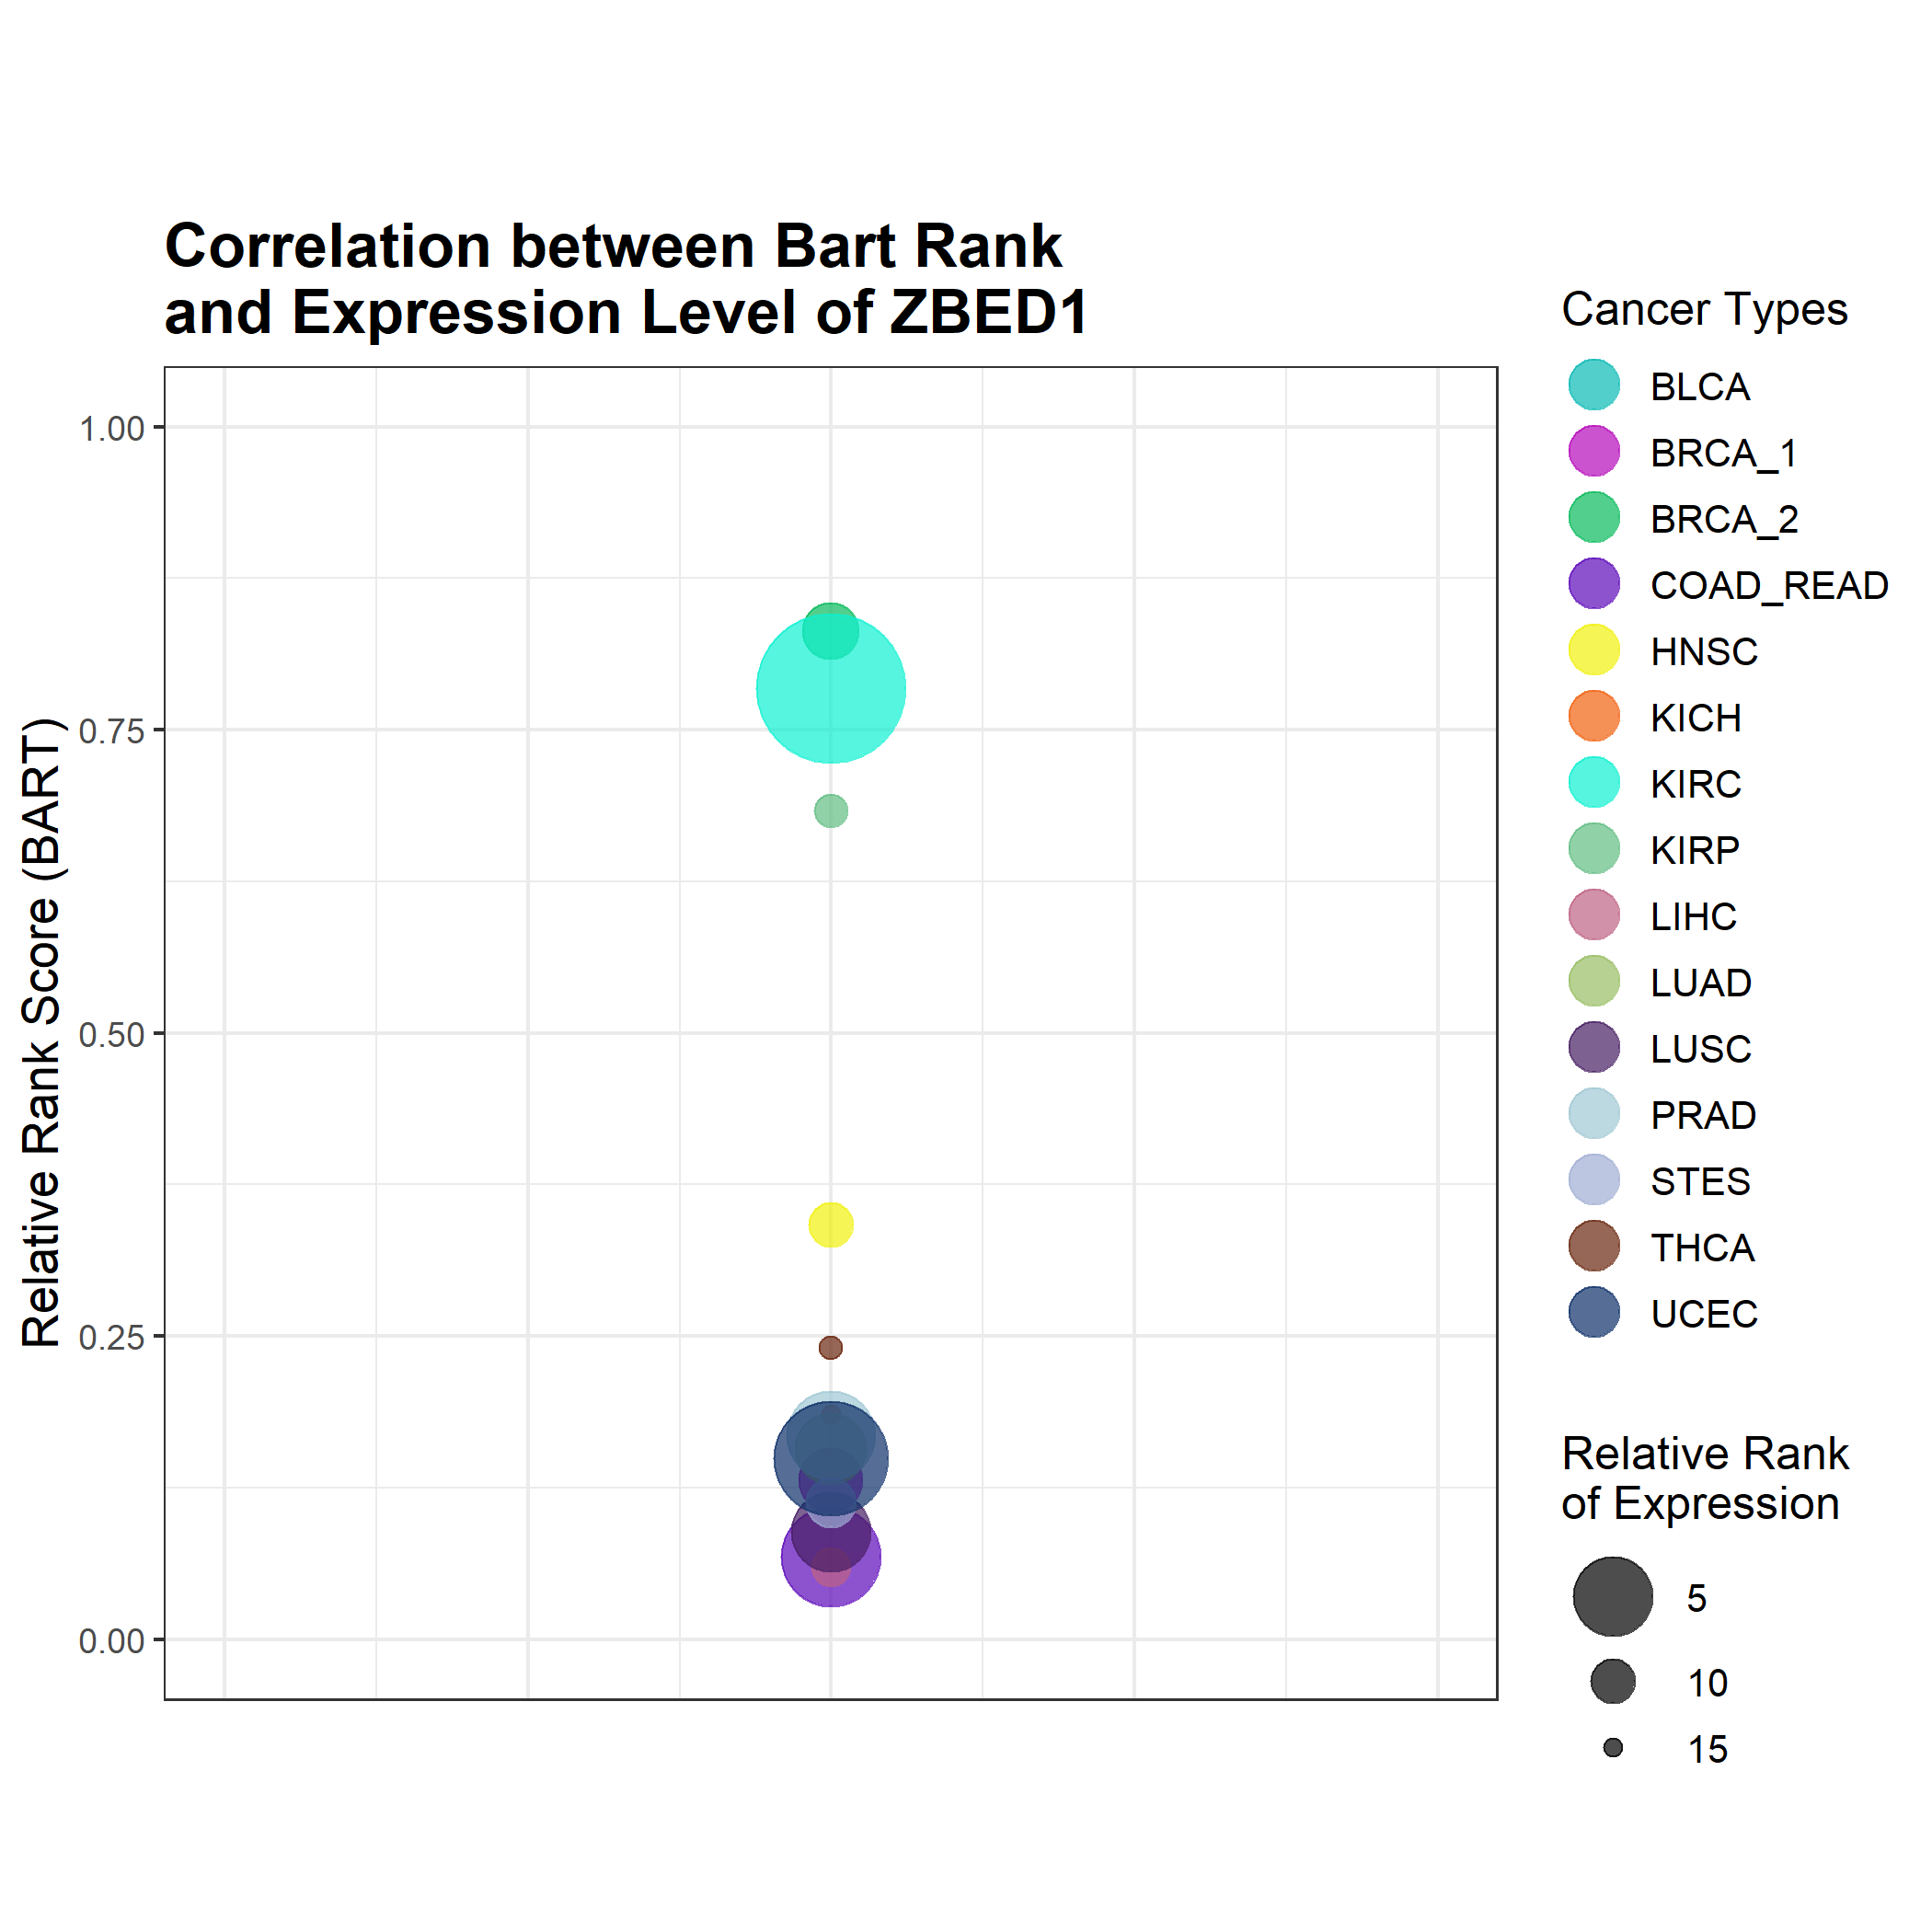 Correlation between Bart Rank
and Expression Level of ZBED1
Relative Rank Score (BART)
1.00
0.75
0.50
0.25
0.00
Cancer Types
BLCA
BRCA_1
BRCA_2
COAD_READ
HNSC
KICH
KIRC
KIRP
LIHC
LUAD
LUSC
PRAD
STES
THCA
UCEC
Relative Rank
of Expression
5
10
15